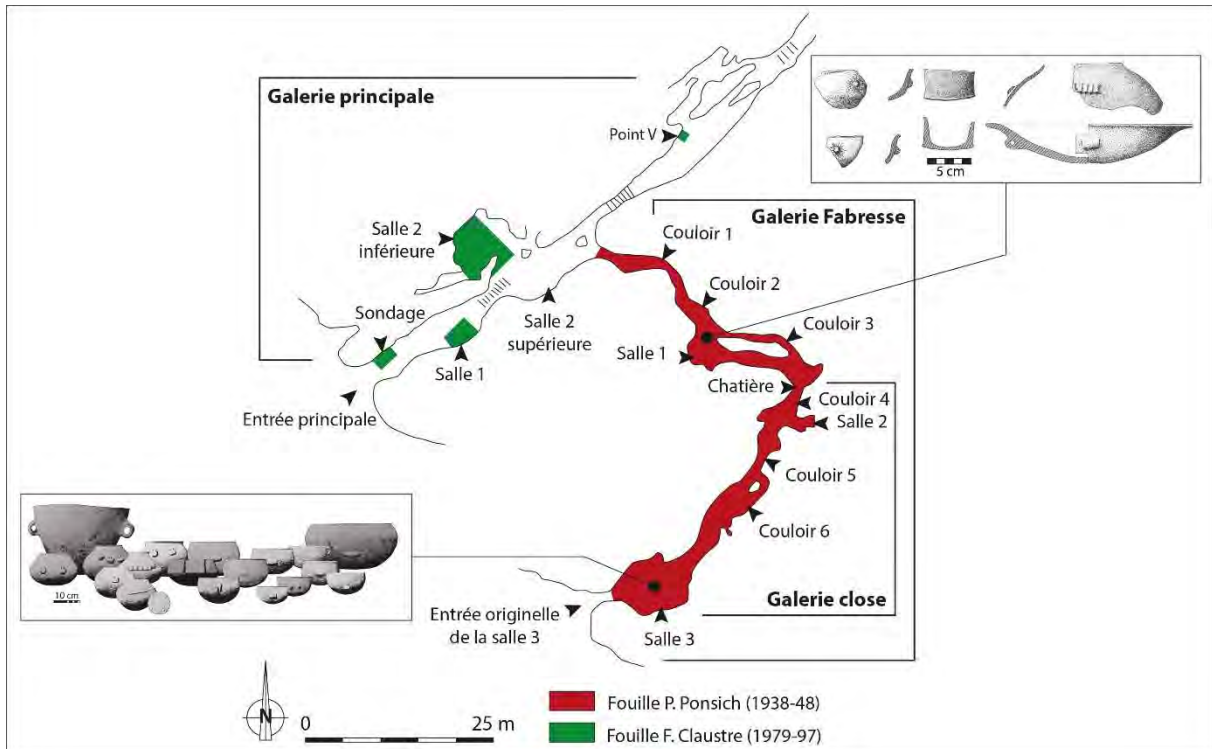 Galerie principale
Point V
5 cm
Galerie Fabresse
Couloir 1
Salle 2
inférieure
Couloir 2
Sondage
Couloir 3
Salle 2
supérieure
Salle 1
Salle 1
Chatière
Couloir 4
Entrée principale
Salle 2
Couloir 5
Couloir 6
10 cm
Galerie close
Entrée originelle
de la salle 3
Salle 3
N
0 25 m
Fouille P. Ponsich (1938-48)
Fouille F. Claustre (1979-97)